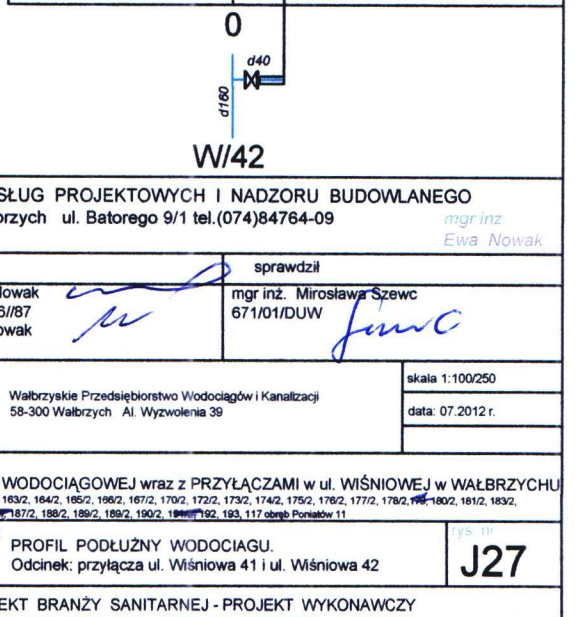 0
d40
d160
W/42
SŁUG PROJEKTOWYCH I NADZORU BUDOWLANEGO
brzych ul. Batorego 9/1 tel.(074)84764-09
mgr inż.
Ewa Nowak
sprawdził
Nowak
mgr inż. Mirosława Szewc
6//87
671/01/DUW
owak
skala 1:100/250
Wałbrzyskie Przedsiębiorstwo Wodociągów i Kanalizacji
58-300 Wałbrzych Al. Wyzwolenia 39
data: 07.2012 r.
WODOCIĄGOWEJ wraz z PRZYŁĄCZAMI w ul. WIŚNIOWEJ w WAŁBRZYCHU
163/2, 164/2, 165/2, 166/2, 167/2, 170/2, 172/2, 173/2, 174/2, 175/2, 176/2, 177/2, 178/2, 180/2, 181/2, 183/2,
187/2, 188/2, 189/2, 189/2, 190/2, 192, 193, 117 obręb Poniatów 11
rys. nr
PROFIL PODŁUŻNY WODOCIAGU.
Odcinek: przyłącza ul. Wiśniowa 41 i ul. Wiśniowa 42
J27
EKT BRANŻY SANITARNEJ - PROJEKT WYKONAWCZY